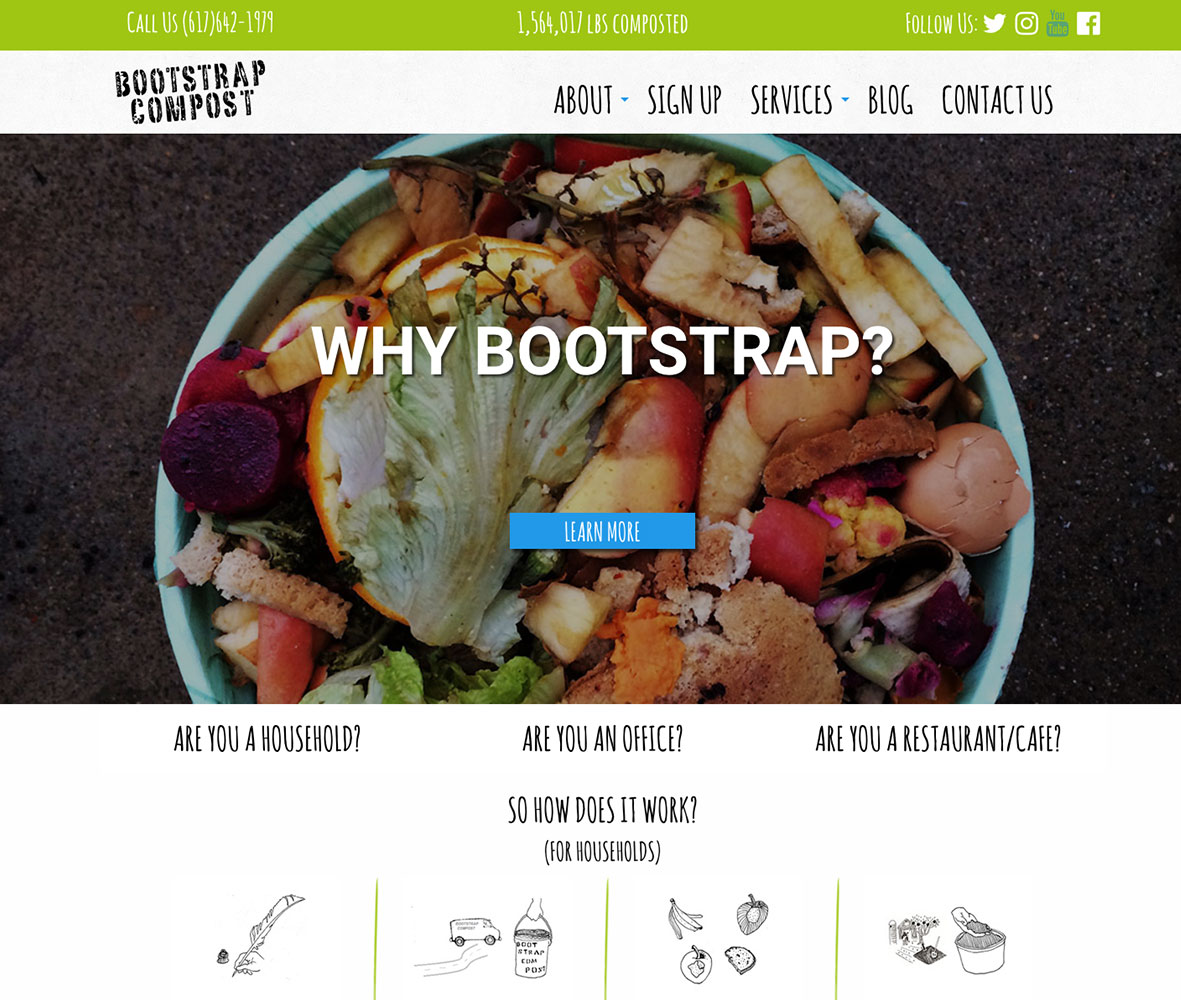 Call Us (617)642-1979
1,564,017 lbs composted
Follow Us:
You
Tube
BOOTSTRAP
COMPOST
ABOUT
SIGN UP
SERVICES
BLOG
CONTACT US
WHY BOOTSTRAP?
LEARN MORE
ARE YOU A HOUSEHOLD?
ARE YOU AN OFFICE?
ARE YOU A RESTAURANT/CAFE?
SO HOW DOES IT WORK?
(FOR HOUSEHOLDS)
BOOTSTRAP
COMPOST
BOOT
STRAP
COM
POST